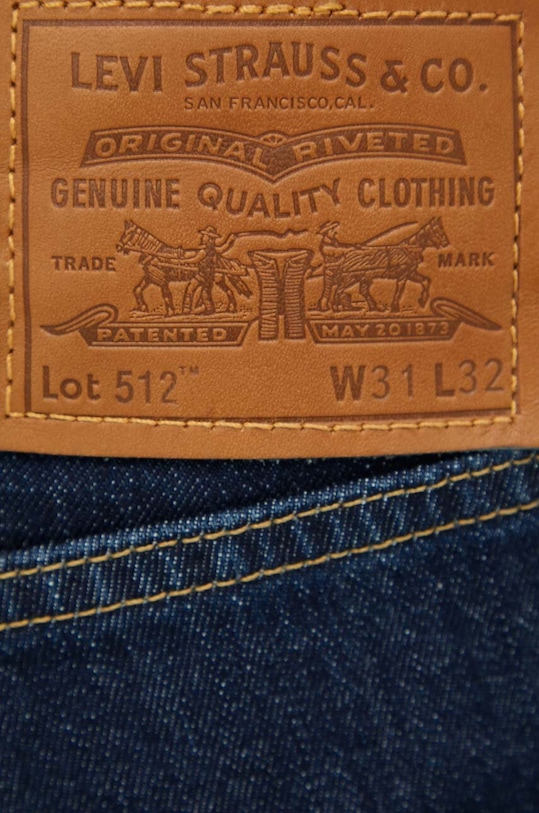 LEVI STRAUSS & CO.
SAN FRANCISCO, CAL.
ORIGINAL RIVETED
GENUINE QUALITY CLOTHING
TRADE MARK
PATENTED MAY 20 1873
Lot 512™ W31 L32